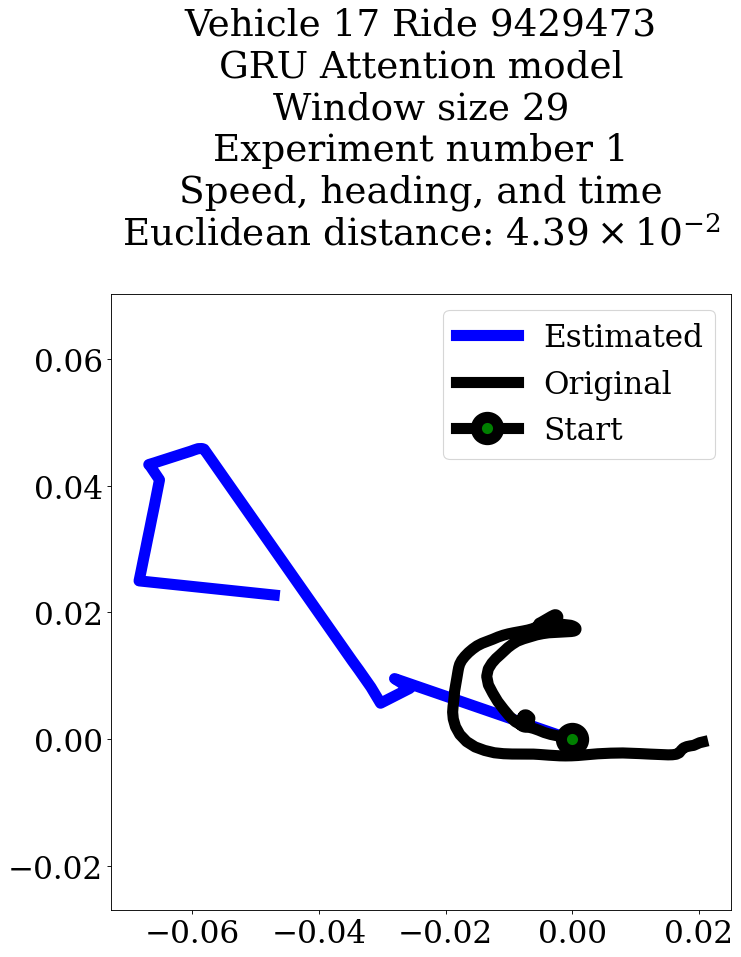 Vehicle 17 Ride 9429473
GRU Attention model
Window size 29
Experiment number 1
Speed, heading, and time
Euclidean distance: 4.39 × 10⁻²
Estimated
Original
Start
0.06
0.04
0.02
0.00
−0.02
−0.06
−0.04
−0.02
0.00
0.02